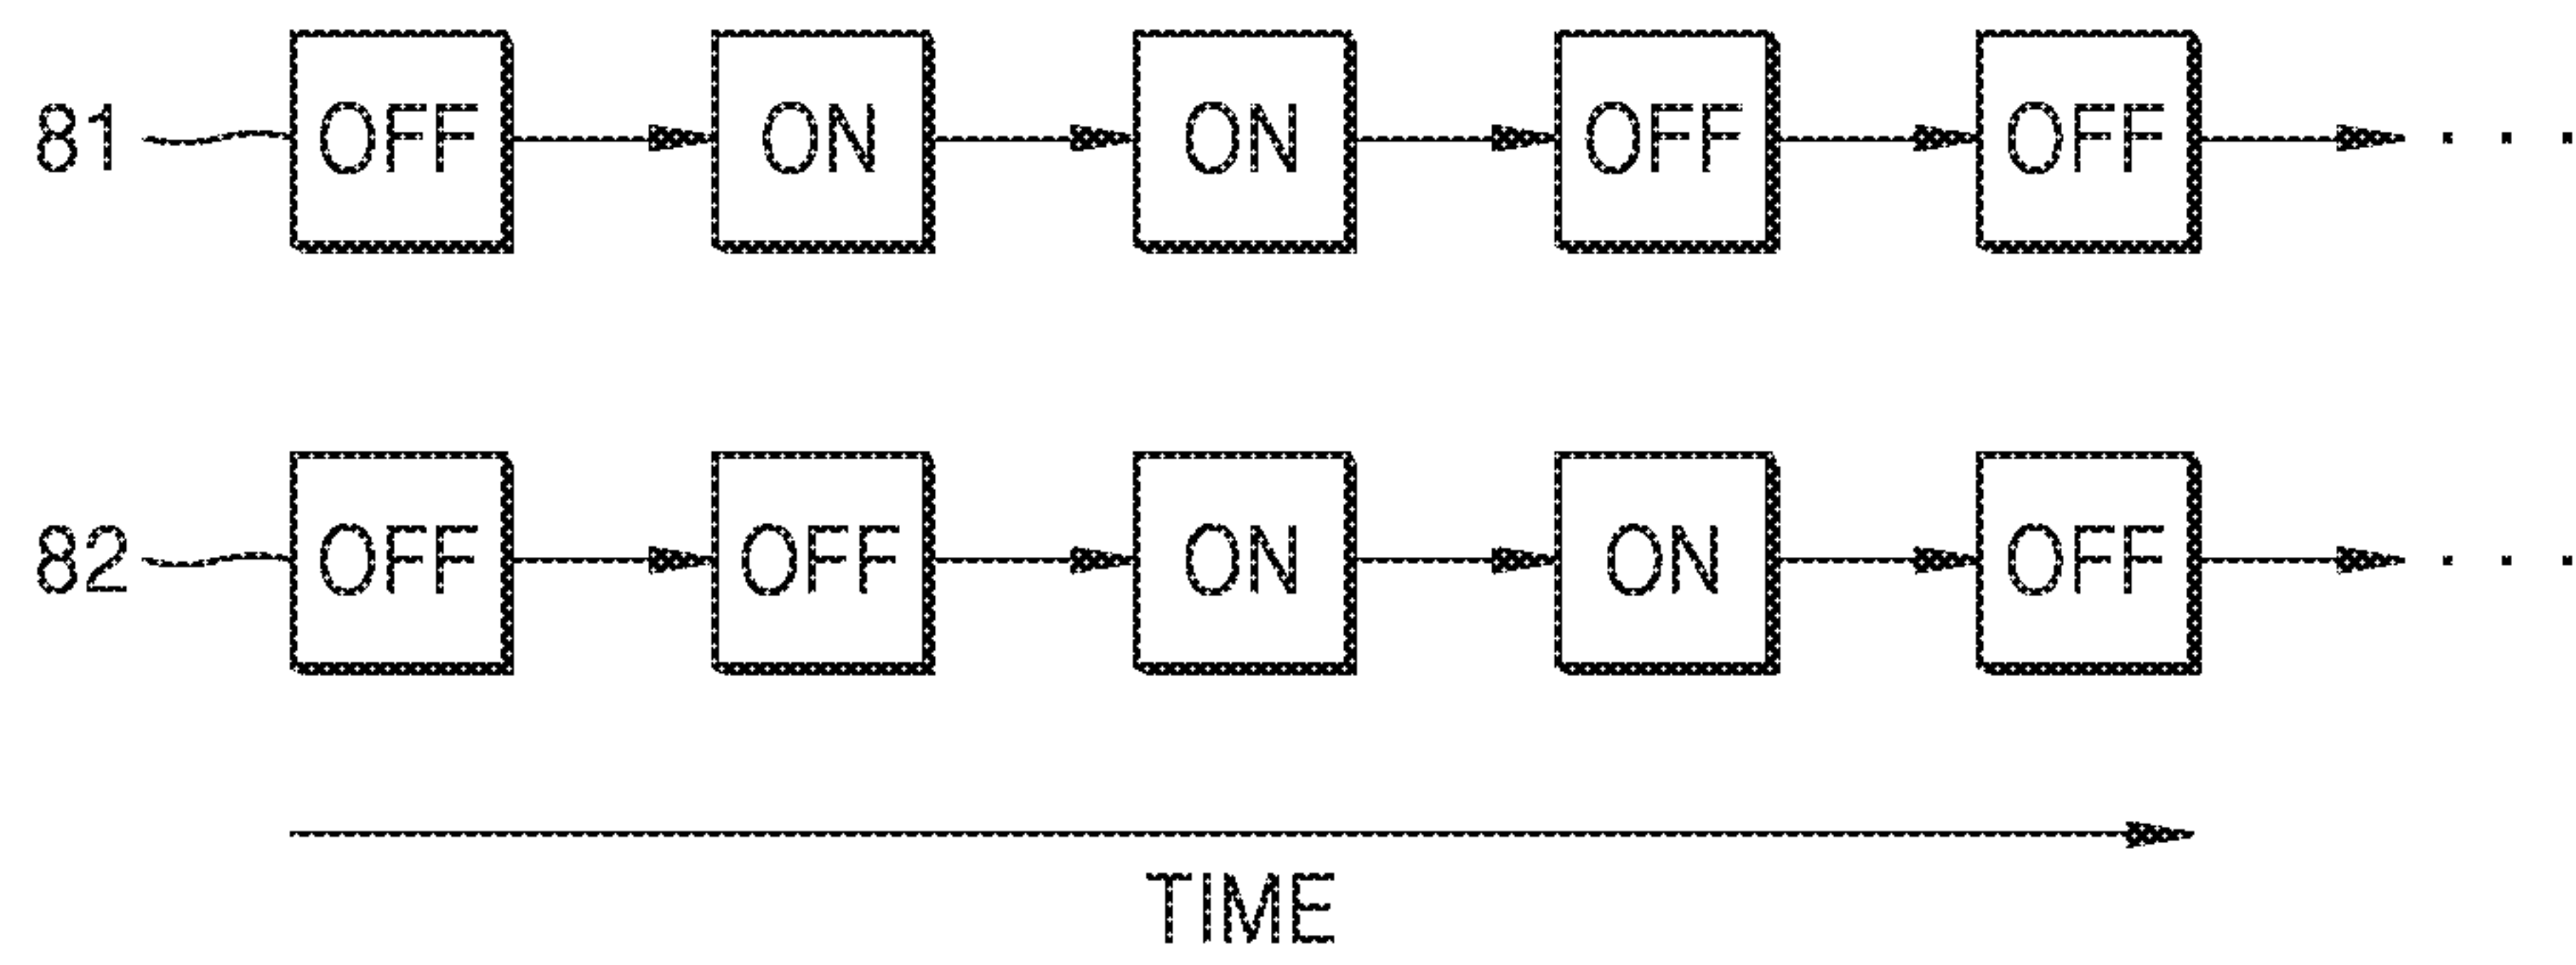 81 OFF ON ON OFF OFF . . .
82 OFF OFF ON ON OFF . . .
TIME